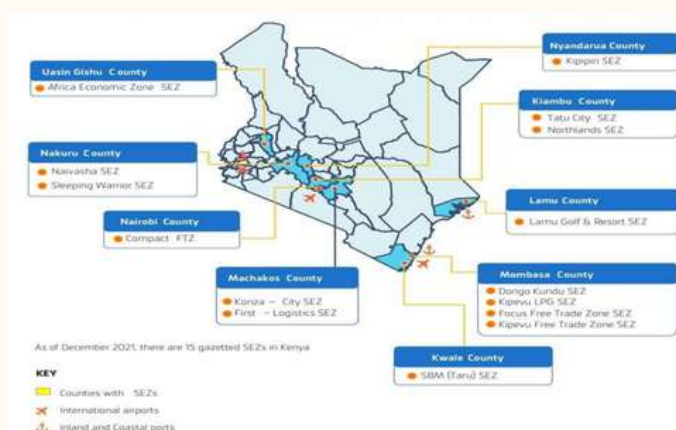 Nyandarua County
Kipipiri SEZ
Uasin Gishu County
Africa Economic Zone SEZ
Kiambu County
Tatu City SEZ
Northlands SEZ
Nakuru County
Naivasha SEZ
Sleeping Warrior SEZ
Lamu County
Lamu Golf & Resort SEZ
Nairobi County
Compact FTZ
Machakos County
Konza – City SEZ
First – Logistics SEZ
Mombasa County
Dongo Kundu SEZ
Kipevu LPG SEZ
Focus Free Trade Zone SEZ
Kipevu Free Trade Zone SEZ
As of December 2021, there are 15 gazetted SEZs in Kenya
Kwale County
SBM (Taru) SEZ
KEY
Counties with SEZs
International airports
Inland and Coastal ports